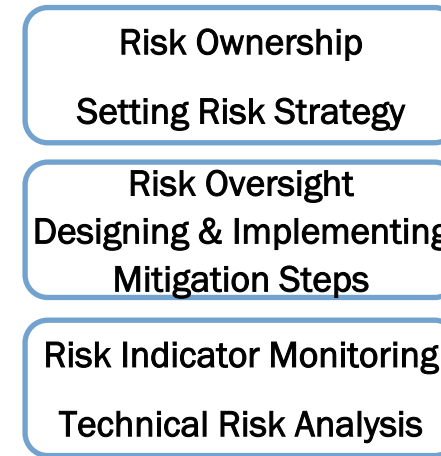 Risk Ownership
Setting Risk Strategy
Risk Oversight
Designing & Implementing
Mitigation Steps
Risk Indicator Monitoring
Technical Risk Analysis